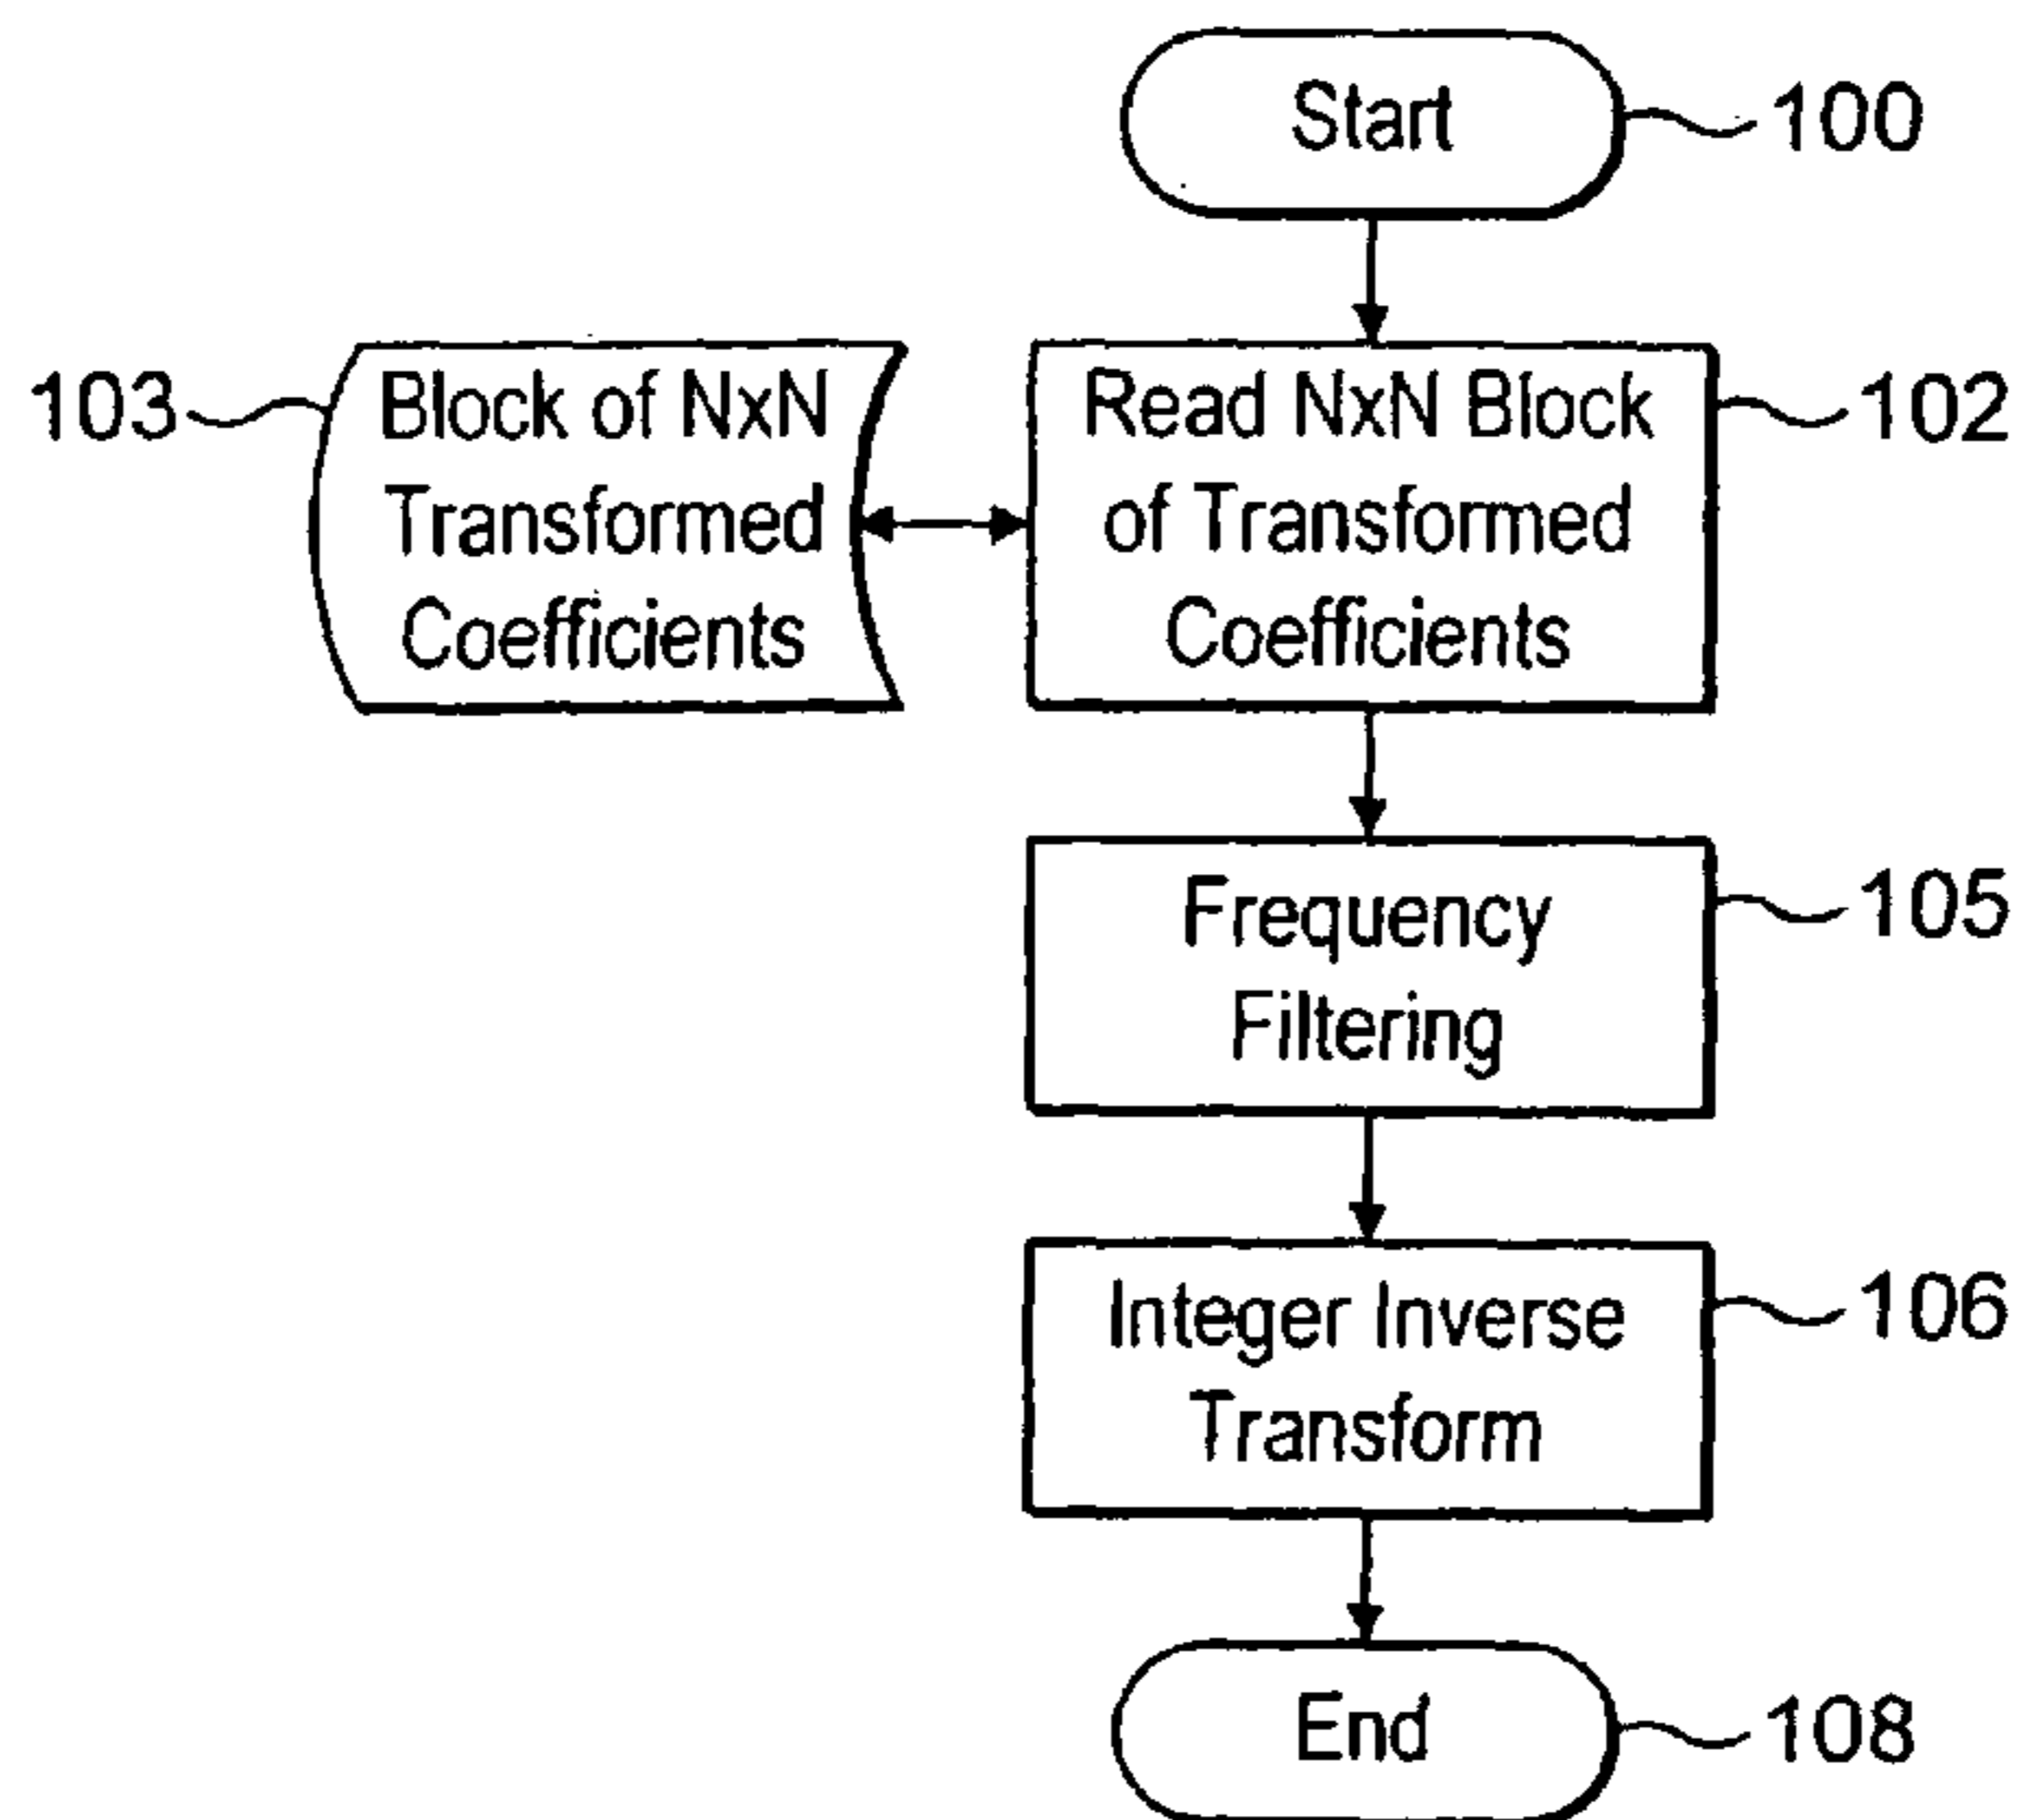 Start
100
103
Block of NxN
Transformed
Coefficients
Read NxN Block
of Transformed
Coefficients
102
Frequency
Filtering
105
Integer Inverse
Transform
106
End
108